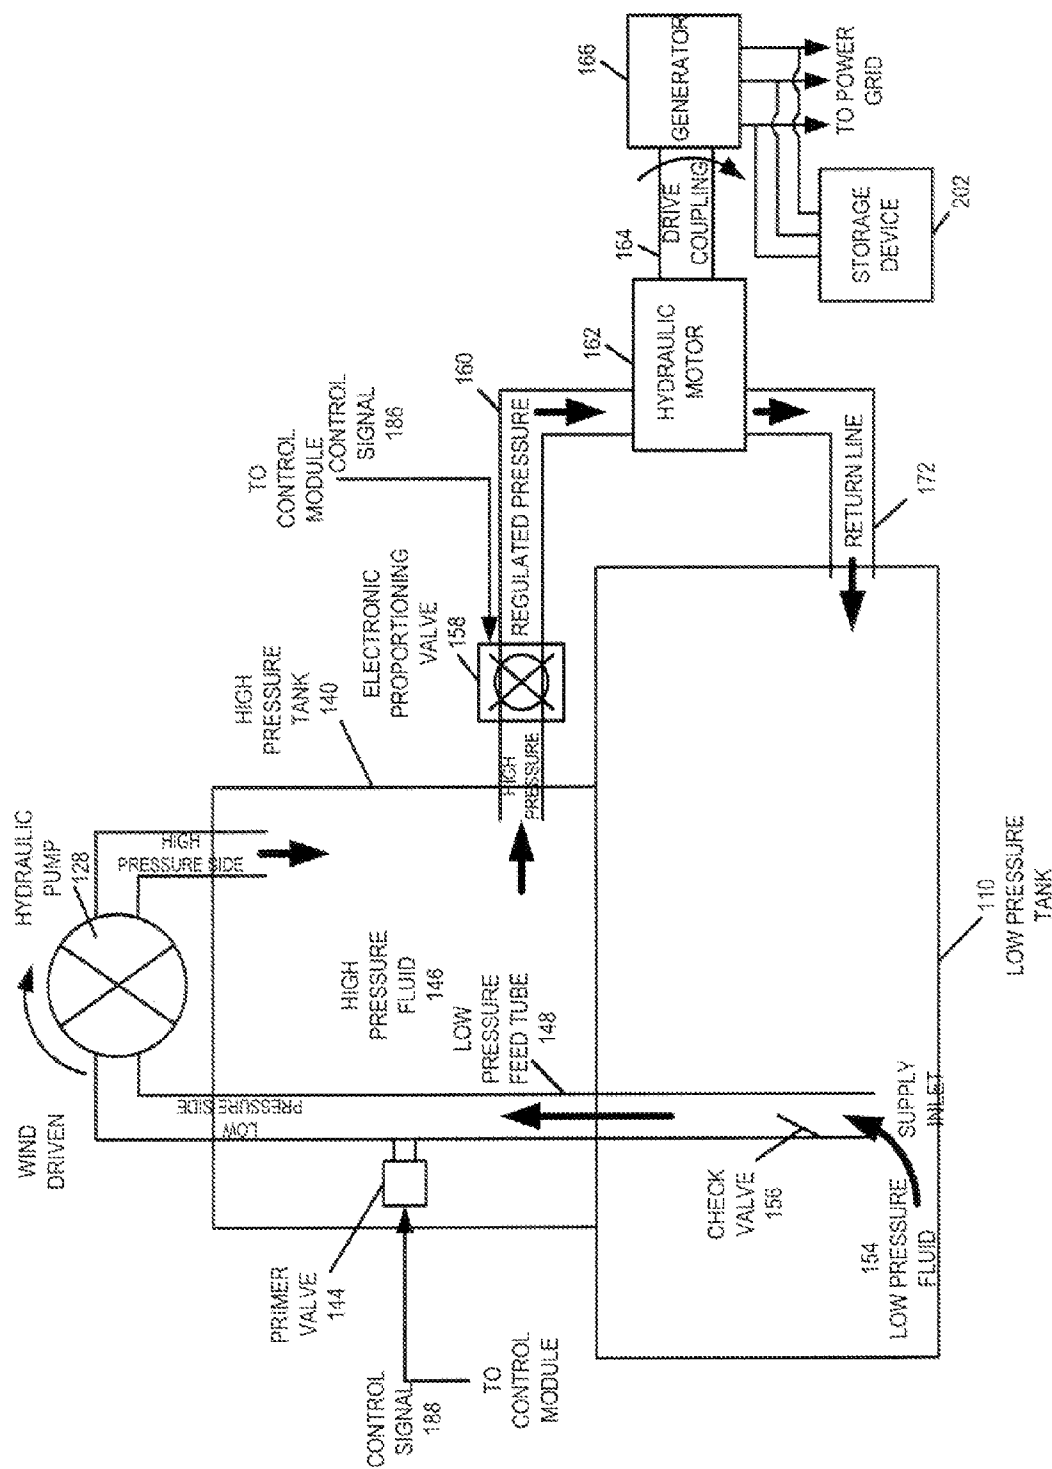 WIND
DRIVEN
HYDRAULIC
PUMP
128
HIGH
PRESSURE SIDE
LOW
PRESSURE SIDE
HIGH
PRESSURE
TANK
140
PRIMER
VALVE
144
CONTROL
SIGNAL
188
TO
CONTROL
MODULE
HIGH
PRESSURE
FLUID
146
LOW
PRESSURE
FEED TUBE
148
HIGH
PRESSURE
ELECTRONIC
PROPORTIONING
VALVE
158
TO
CONTROL
MODULE
CONTROL
SIGNAL
186
REGULATED PRESSURE
160
HYDRAULIC
MOTOR
162
164
DRIVE
COUPLING
GENERATOR
166
TO POWER
GRID
STORAGE
DEVICE
202
RETURN LINE
172
CHECK
VALVE
156
SUPPLY
INLET
154
LOW PRESSURE
FLUID
110
LOW PRESSURE
TANK